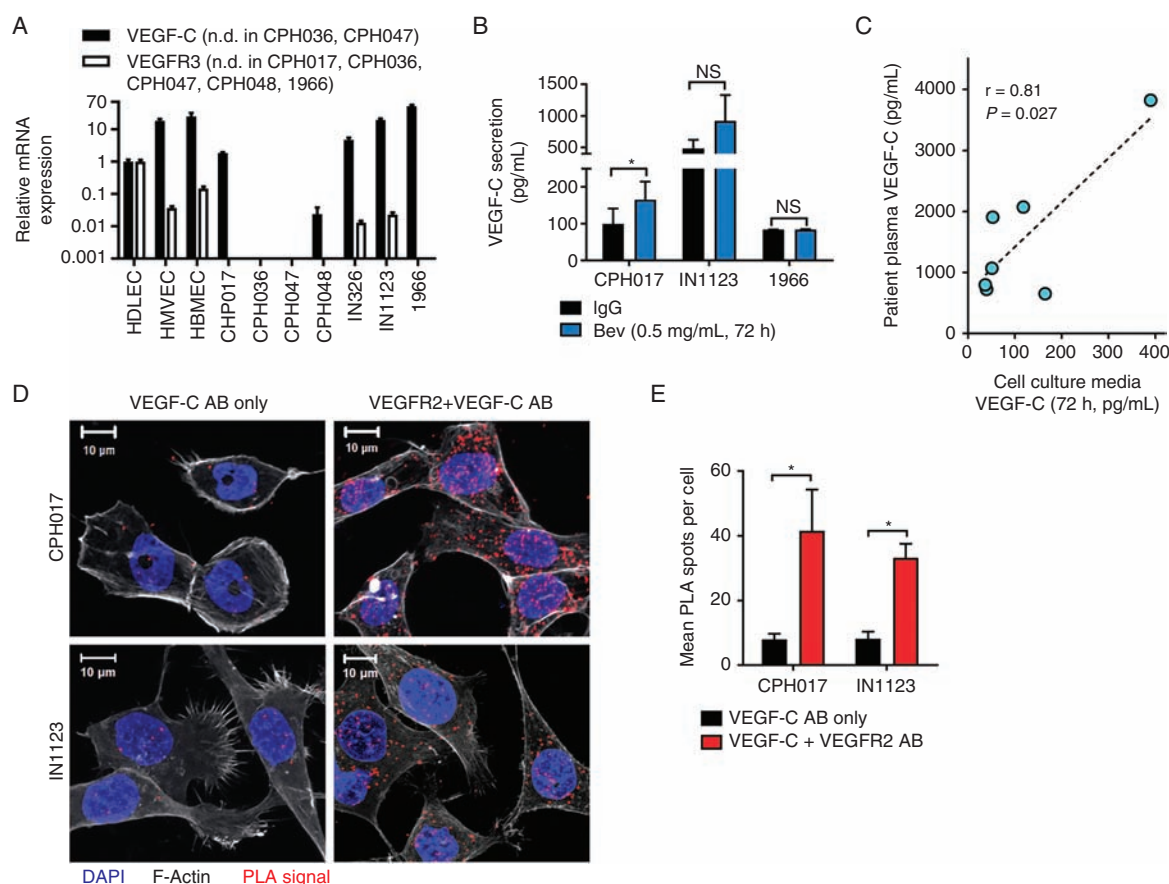 A
VEGF-C (n.d. in CPH036, CPH047)
VEGFR3 (n.d. in CPH017, CPH036,
CPH047, CPH048, 1966)
Relative mRNA
expression
70
10
1
0.1
0.01
0.001
HDLEC
HMVEC
HBMEC
CHP017
CPH036
CPH047
CPH048
IN326
IN1123
1966
B
VEGF-C secretion
(pg/mL)
1500
1000
500
200
100
0
*
NS
NS
CPH017
IN1123
1966
IgG
Bev (0.5 mg/mL, 72 h)
C
Patient plasma VEGF-C (pg/mL)
4000
3000
2000
1000
0
r = 0.81
P = 0.027
0
100
200
300
400
Cell culture media
VEGF-C (72 h, pg/mL)
D
VEGF-C AB only
VEGFR2+VEGF-C AB
CPH017
10 μm
10 μm
IN1123
10 μm
10 μm
DAPI
F-Actin
PLA signal
E
Mean PLA spots per cell
60
40
20
0
*
*
CPH017
IN1123
VEGF-C AB only
VEGF-C + VEGFR2 AB